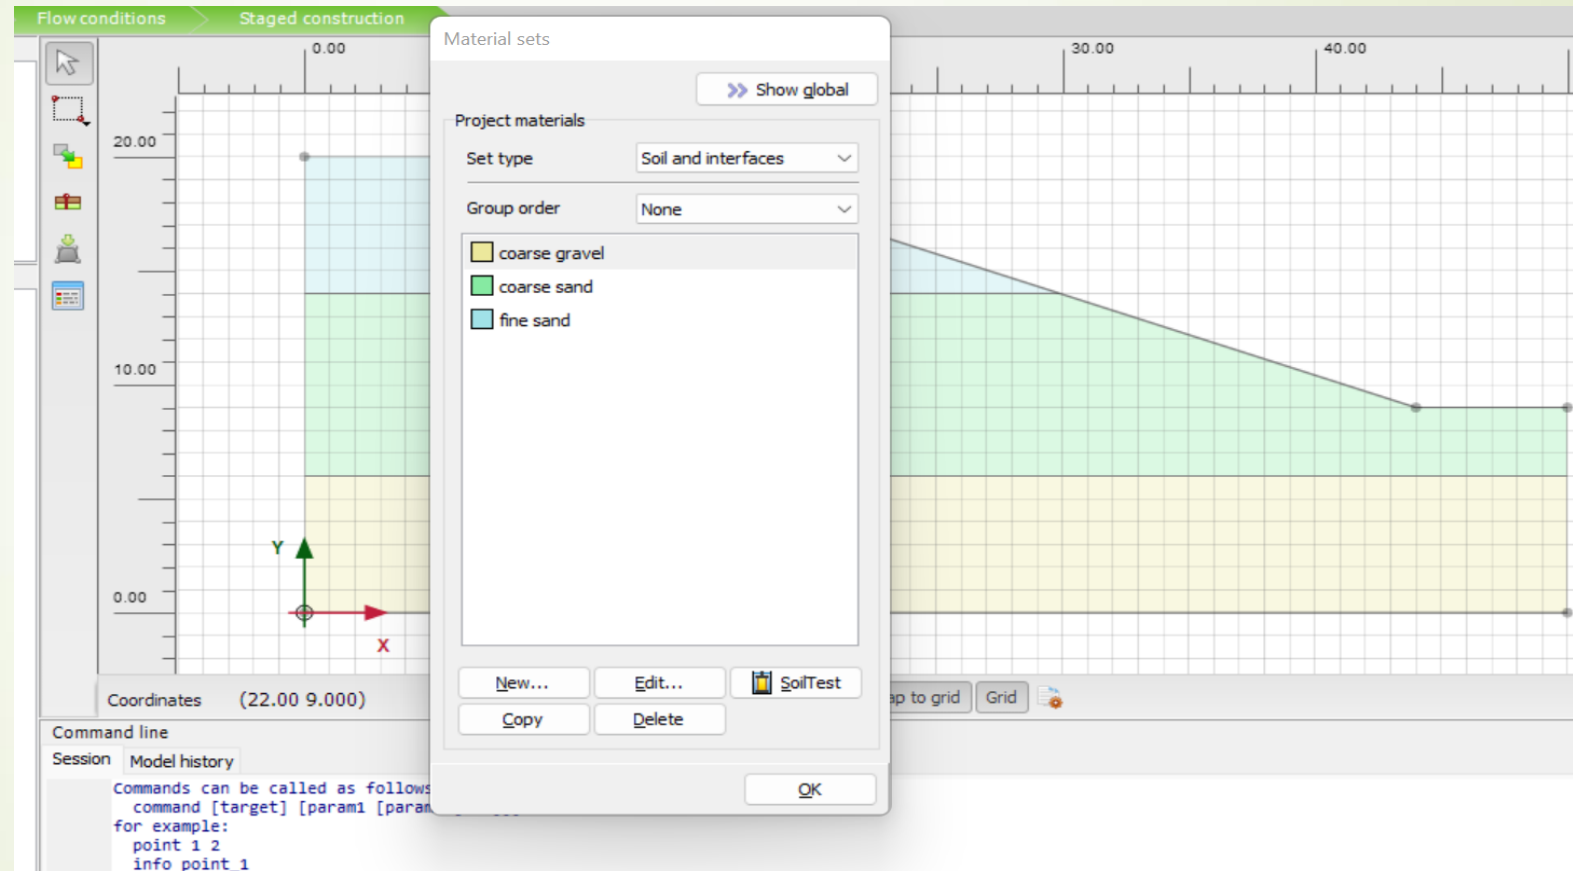 Flow conditions
Staged construction
Material sets
0.00
30.00
40.00
Show global
Project materials
Set type
Soil and interfaces
20.00
Group order
None
coarse gravel
coarse sand
fine sand
10.00
Y
0.00
X
New...
Edit...
SoilTest
Coordinates (22.00 9.000)
to grid
Grid
Copy
Delete
Command line
Session
Model history
Commands can be called as follows
command [target] [param1
OK
for example:
point 1 2
info point_1